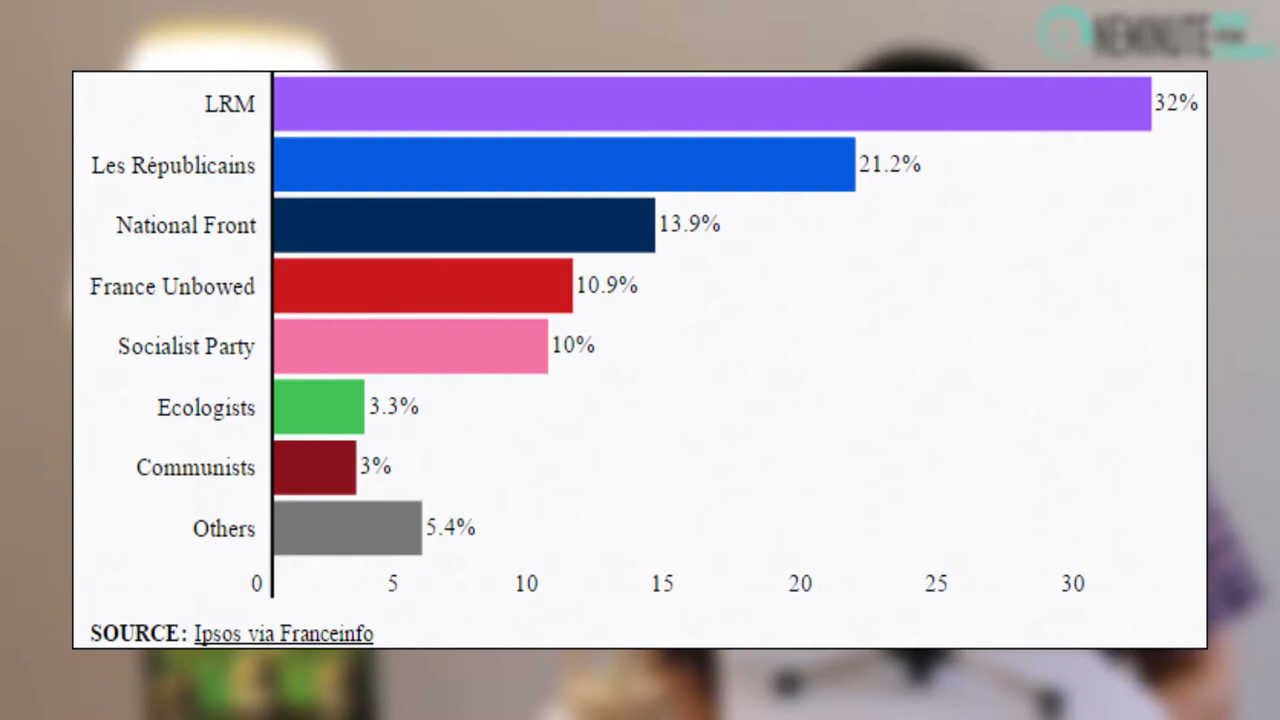 NEMINUTE
LRM 32%
Les Républicains 21.2%
National Front 13.9%
France Unbowed 10.9%
Socialist Party 10%
Ecologists 3.3%
Communists 3%
Others 5.4%
0 5 10 15 20 25 30
SOURCE: Ipsos via Franceinfo